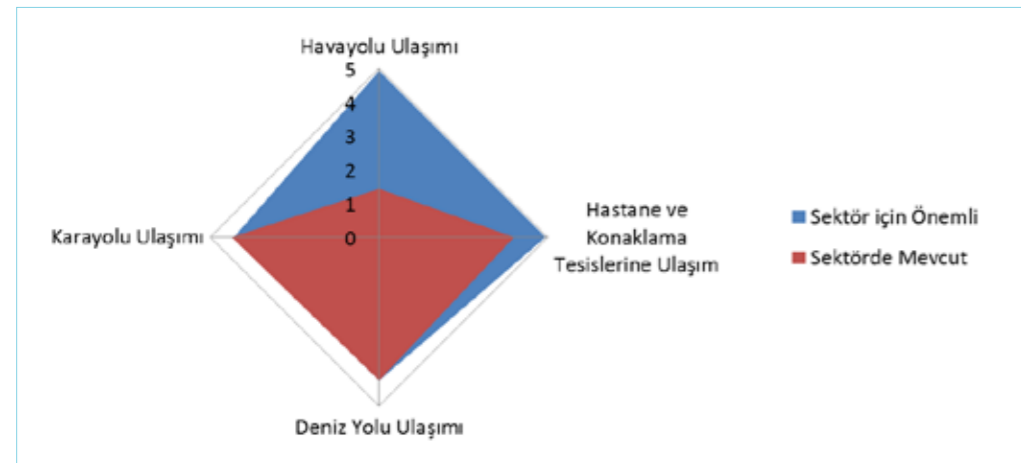 Havayolu Ulaşımı
5
4
3
2
1
0
Karayolu Ulaşımı
Hastane ve
Konaklama
Tesislerine Ulaşım
Deniz Yolu Ulaşımı
Sektör için Önemli
Sektörde Mevcut